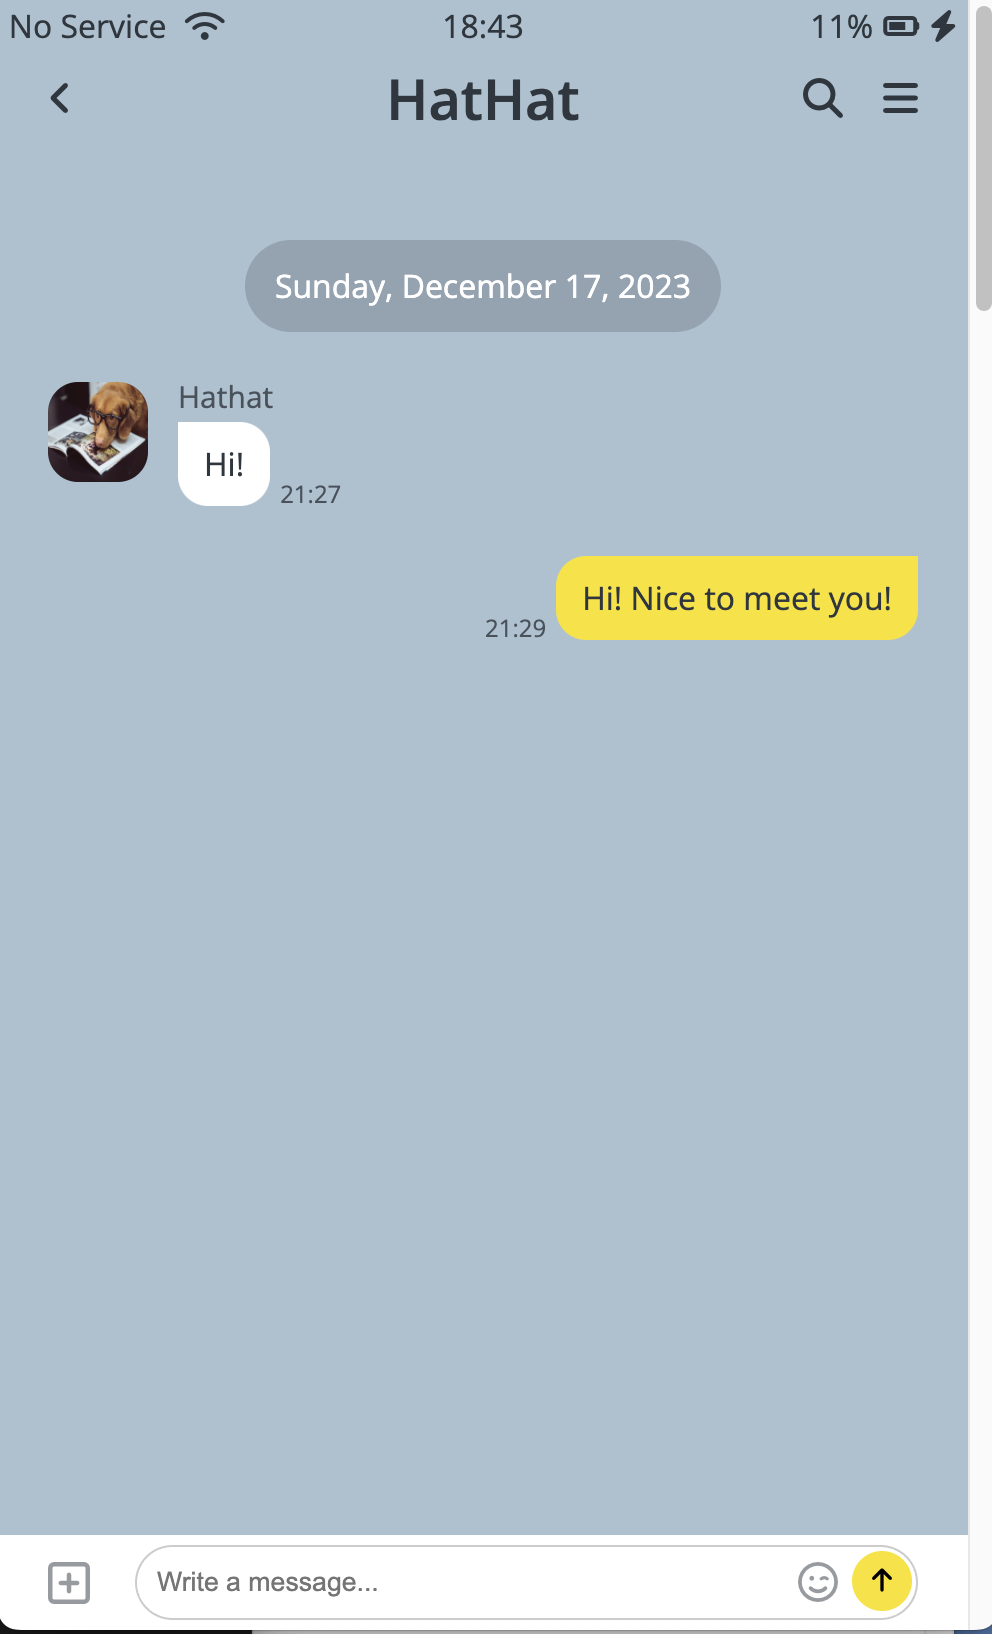 No Service 18:43 11%
HatHat
Sunday, December 17, 2023
Hathat
Hi!
21:27
Hi! Nice to meet you!
21:29
Write a message...